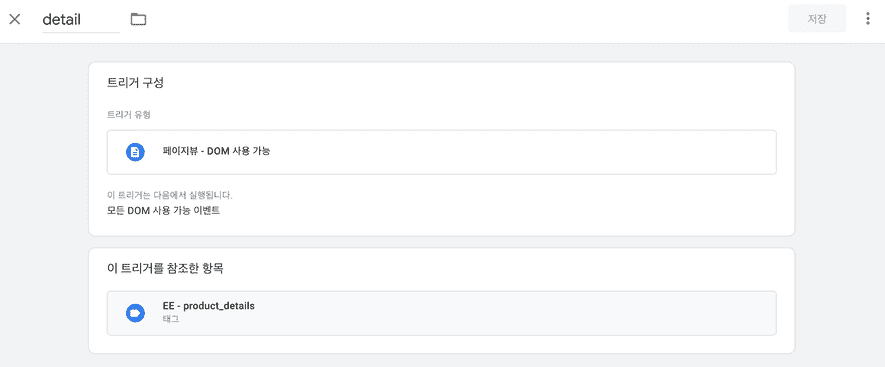 detail
저장
트리거 구성
트리거 유형
페이지뷰 - DOM 사용 가능
이 트리거는 다음에서 실행됩니다.
모든 DOM 사용 가능 이벤트
이 트리거를 참조한 항목
EE - product_details
태그